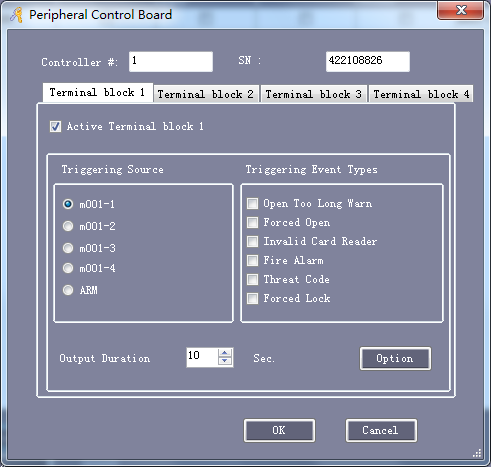 Peripheral Control Board
Controller #: 1 SN : 422108826
Terminal block 1 Terminal block 2 Terminal block 3 Terminal block 4
Active Terminal block 1
Triggering Source
m001-1
m001-2
m001-3
m001-4
ARM
Triggering Event Types
Open Too Long Warn
Forced Open
Invalid Card Reader
Fire Alarm
Threat Code
Forced Lock
Output Duration 10 Sec. Option
OK Cancel